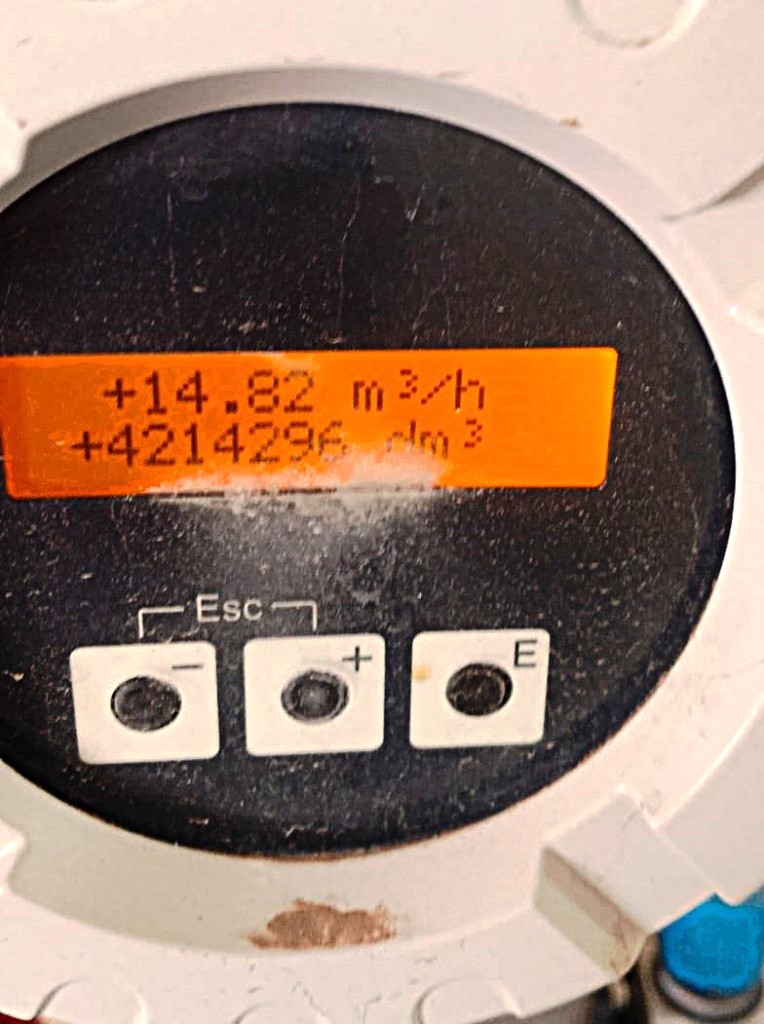 +14.82 m³/h
+4214296 dm³
Esc
- + E